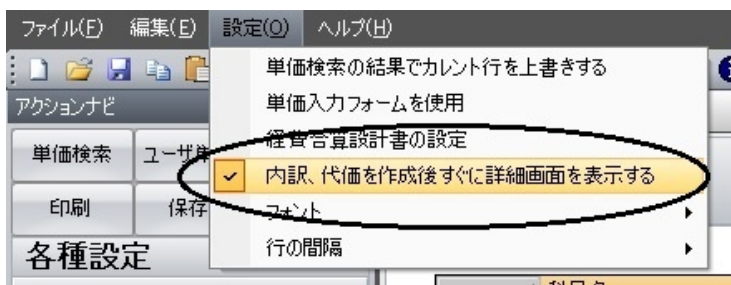 ファイル(F) 編集(E) 設定(O) ヘルプ(H)
単価検索の結果でカレント行を上書きする
アクションナビ
単価入力フォームを使用
単価検索
経費合算設計書の設定
内訳、代価を作成後すぐに詳細画面を表示する
印刷 保存
フォント
各種設定
行の間隔